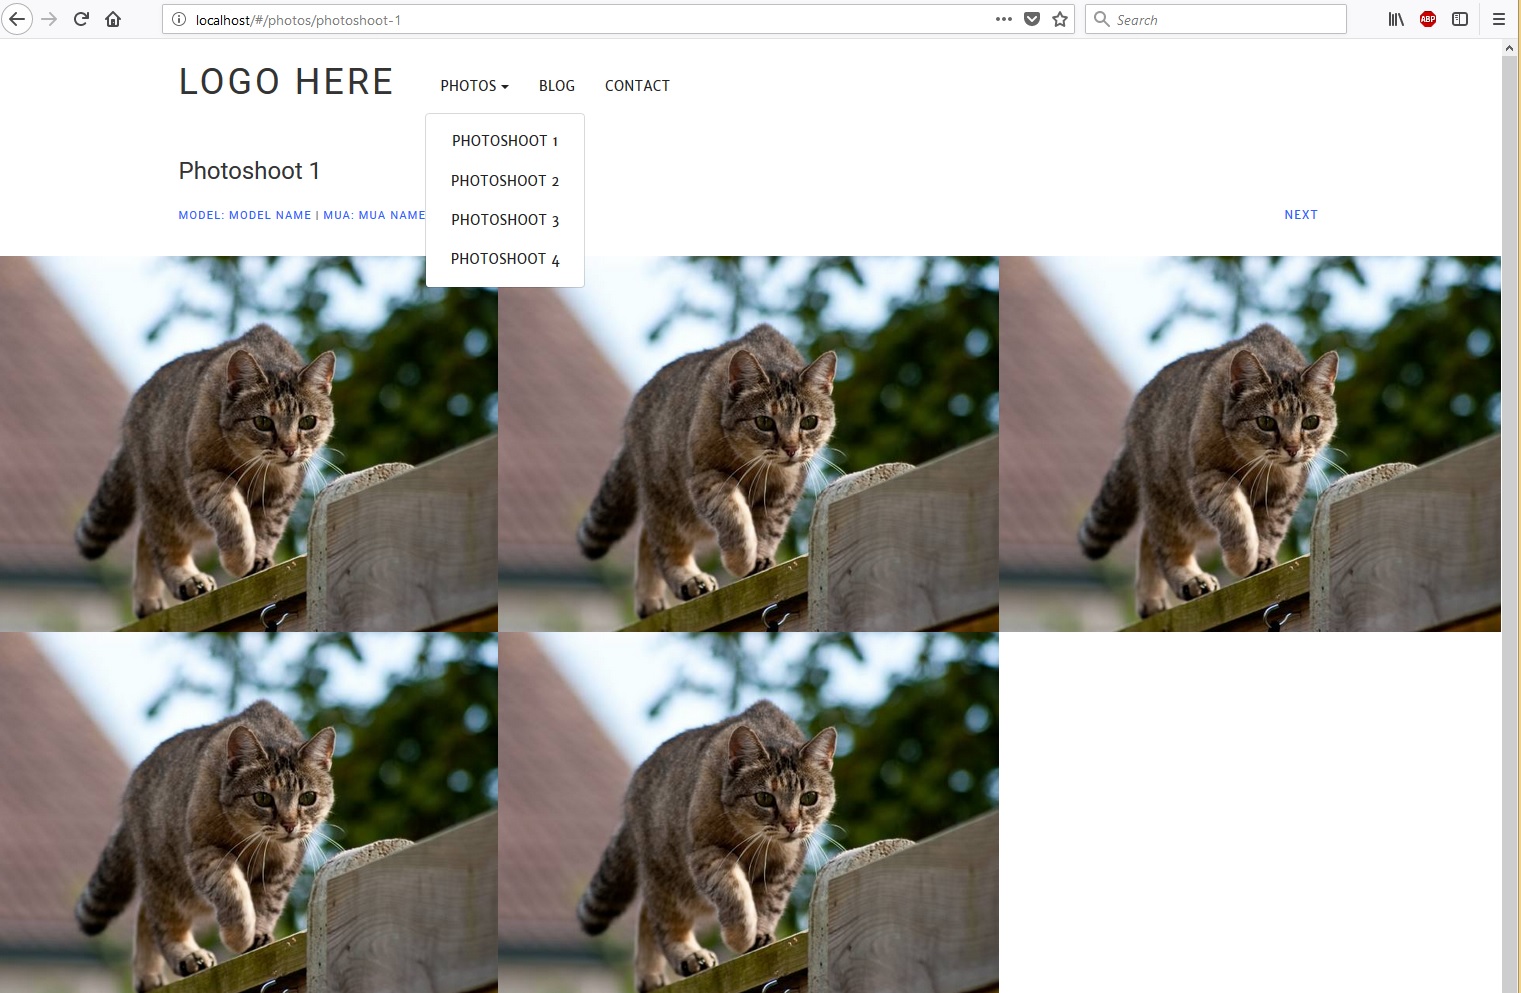 localhost/#/photos/photoshoot-1
Search
ABP
LOGO HERE
PHOTOS BLOG CONTACT
PHOTOSHOOT 1
PHOTOSHOOT 2
PHOTOSHOOT 3
PHOTOSHOOT 4
Photoshoot 1
MODEL: MODEL NAME | MUA: MUA NAME
NEXT